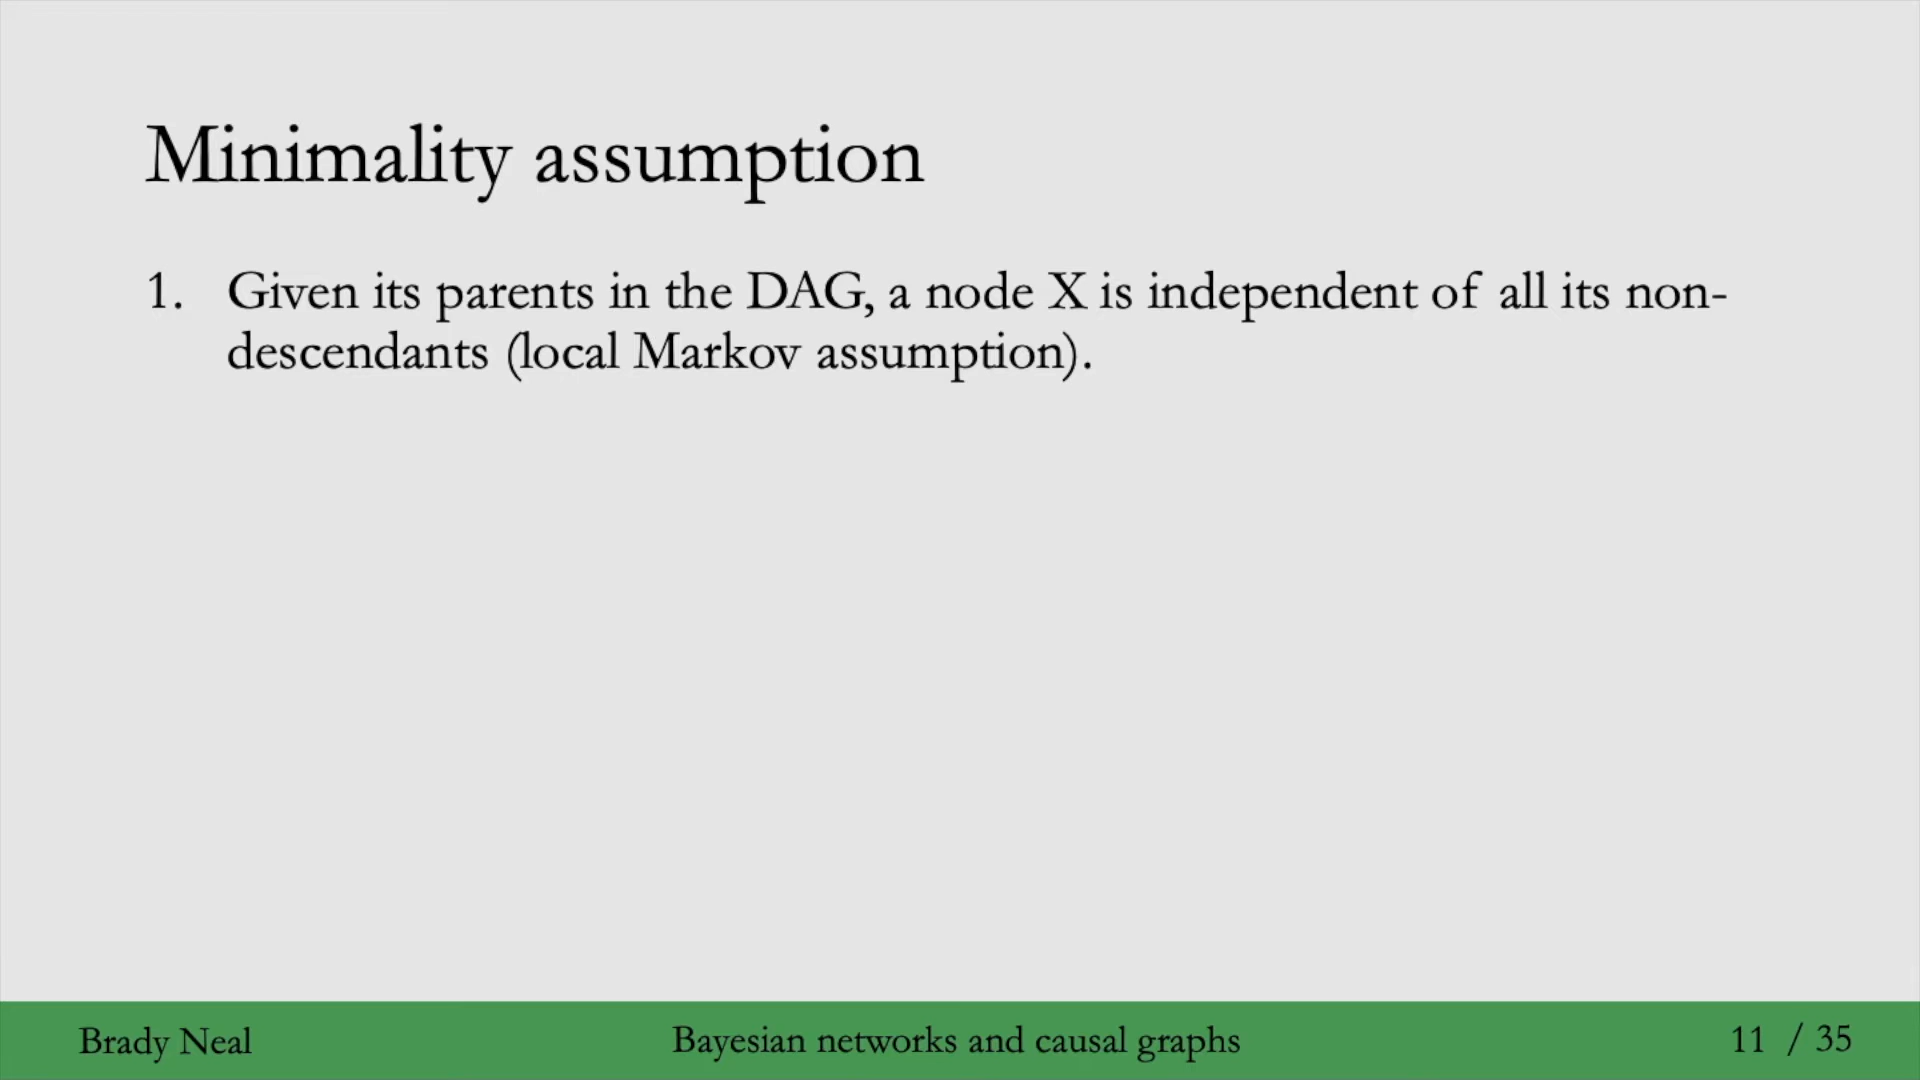 Minimality assumption
1. Given its parents in the DAG, a node X is independent of all its non-
descendants (local Markov assumption).
Brady Neal
Bayesian networks and causal graphs
11 / 35